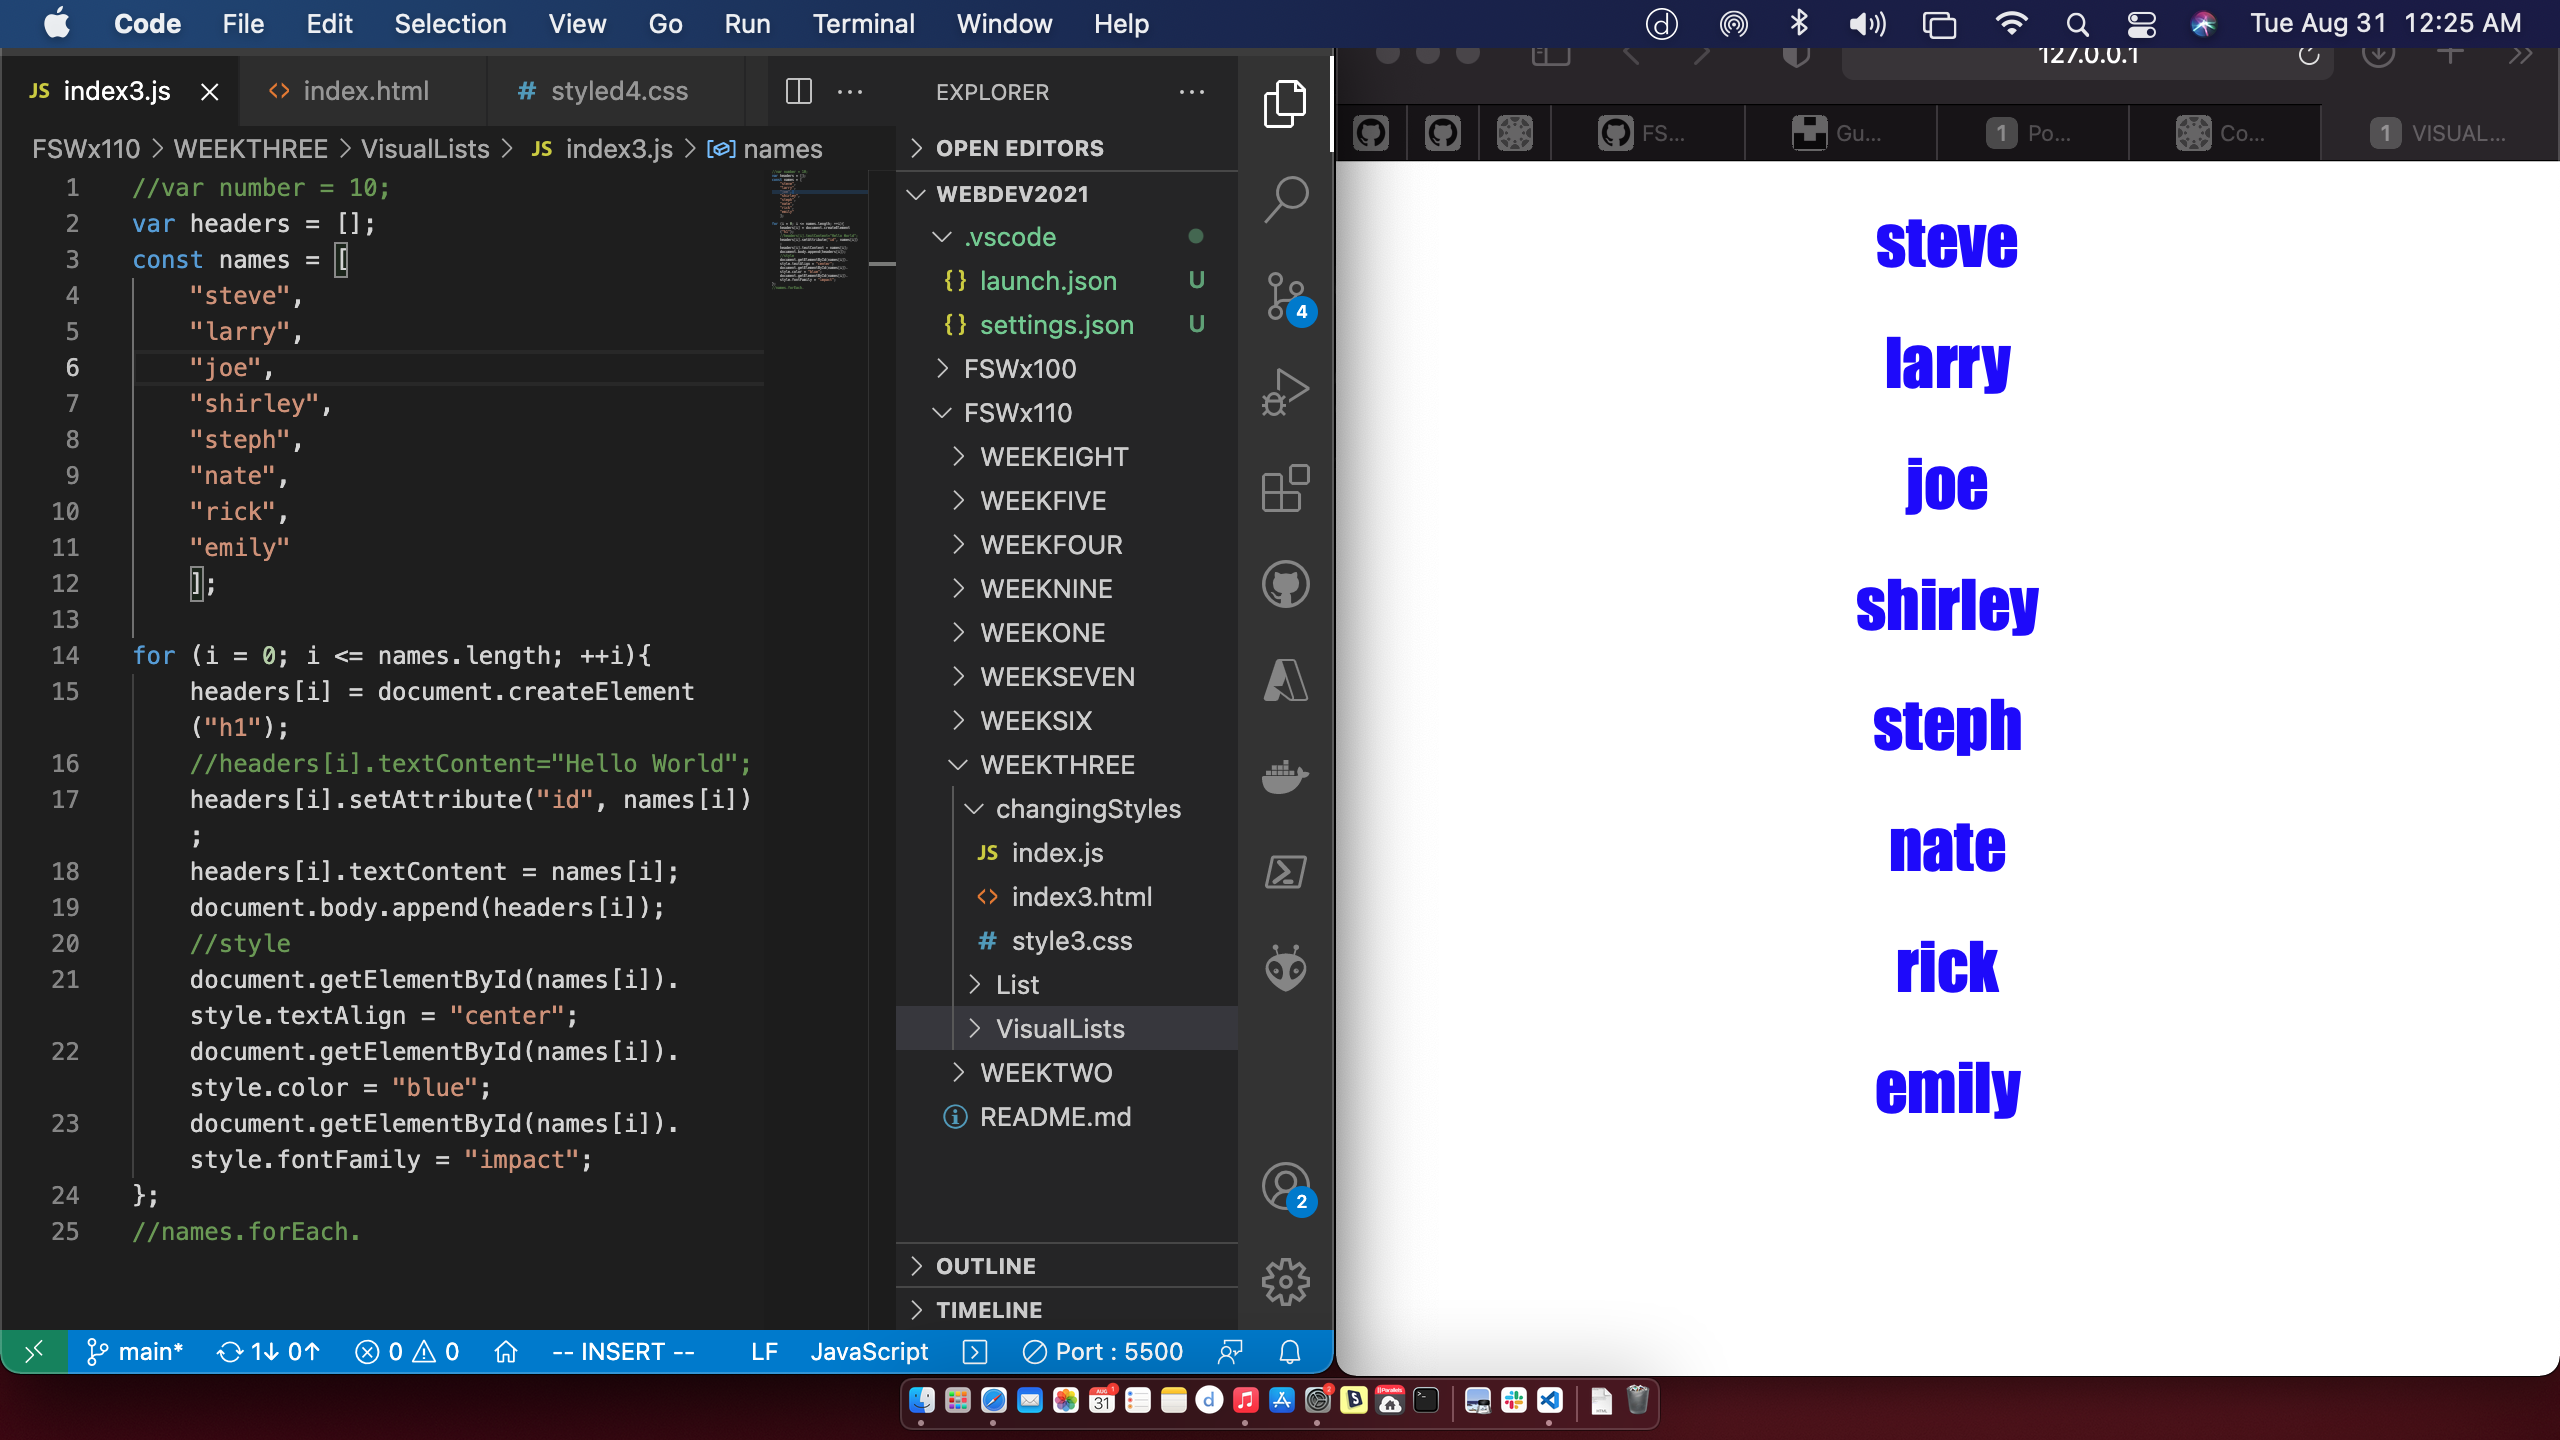 Code File Edit Selection View Go Run Terminal Window Help
Tue Aug 31 12:25 AM
JS index3.js
<> index.html
# styled4.css
FSWx110 > WEEKTHREE > VisualLists > JS index3.js > names
1 //var number = 10;
2 var headers = [];
3 const names = [
4 "steve",
5 "larry",
6 "joe",
7 "shirley",
8 "steph",
9 "nate",
10 "rick",
11 "emily"
12 ];
13
14 for (i = 0; i <= names.length; ++i){
15 headers[i] = document.createElement
("h1");
16 //headers[i].textContent="Hello World";
17 headers[i].setAttribute("id", names[i])
;
18 headers[i].textContent = names[i];
19 document.body.append(headers[i]);
20 //style
21 document.getElementById(names[i]).
style.textAlign = "center";
22 document.getElementById(names[i]).
style.color = "blue";
23 document.getElementById(names[i]).
style.fontFamily = "impact";
24 };
25 //names.forEach.
EXPLORER
OPEN EDITORS
WEBDEV2021
.vscode
{} launch.json U
{} settings.json U
FSWx100
FSWx110
WEEKEIGHT
WEEKFIVE
WEEKFOUR
WEEKNINE
WEEKONE
WEEKSEVEN
WEEKSIX
WEEKTHREE
changingStyles
JS index.js
<> index3.html
# style3.css
List
VisualLists
WEEKTWO
README.md
OUTLINE
TIMELINE
4
2
main* 1↓ 0↑ 0 0 -- INSERT -- LF JavaScript Port : 5500
127.0.0.1
FS...
Gu...
1 Po...
Co...
1 VISUAL...
steve
larry
joe
shirley
steph
nate
rick
emily
AUG
31